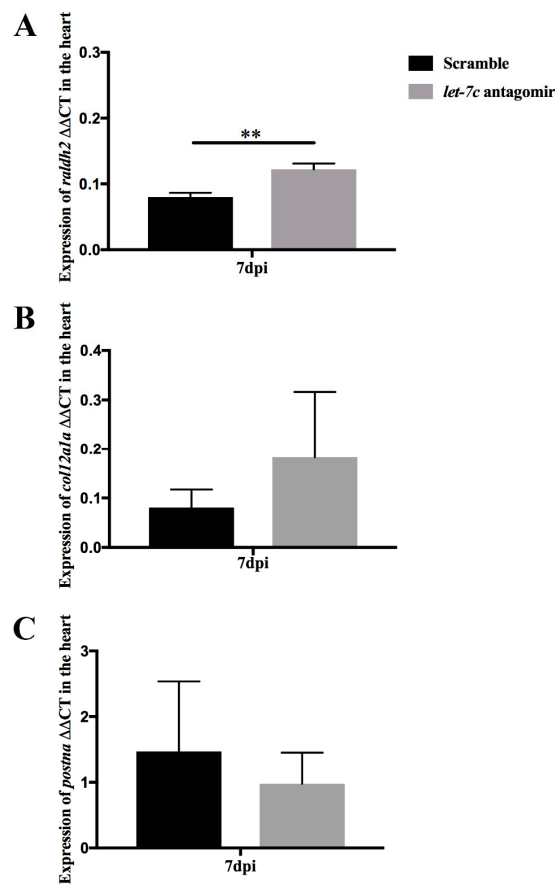 A
Expression of raldh2 ΔΔCT in the heart
0.3
0.2
0.1
0.0
**
7dpi
Scramble
let-7c antagomir
B
Expression of col12a1a ΔΔCT in the heart
0.4
0.3
0.2
0.1
0.0
7dpi
C
Expression of postna ΔΔCT in the heart
3
2
1
0
7dpi